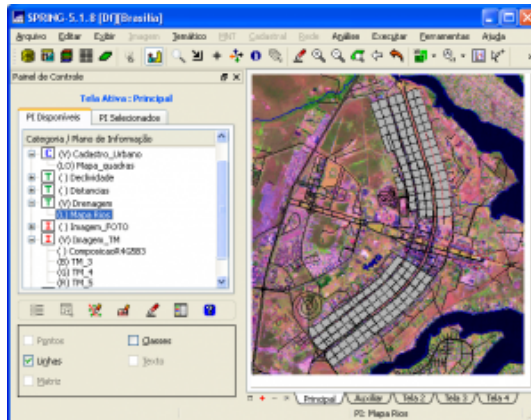 SPRING-5.1.8 [DF][Brasilia]
Arquivo Editar Exibir Imagem Temático MNT Cadastral Rede Análise Executar Ferramentas Ajuda
Painel de Controle
Tela Ativa : Principal
PI Disponíveis PI Selecionados
Categoria / Plano de Informação
(V) Cadastro_Urbano
(LO) Mapa_quadras
( ) Declividade
( ) Distancias
(V) Drenagem
(L) Mapa Rios
( ) Imagem_FOTO
(V) Imagem_TM
( ) ComposicaoR4G5B3
(B) TM_3
(G) TM_4
(R) TM_5
Pontos Classes
Linhas Texto
Matriz
Principal Auxiliar Tela 2 Tela 3 Tela 4
PI: Mapa Rios